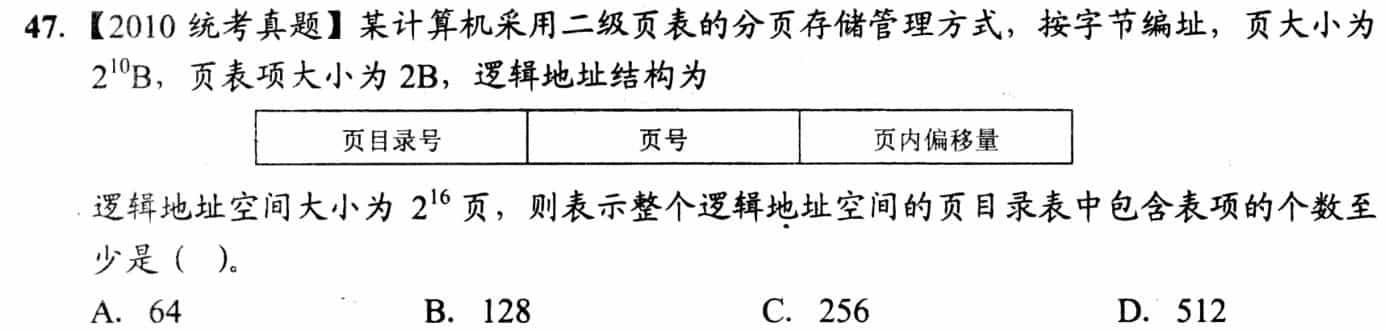 47. 【2010 统考真题】某计算机采用二级页表的分页存储管理方式，按字节编址，页大小为
2¹⁰B，页表项大小为 2B，逻辑地址结构为
页目录号 页号 页内偏移量
逻辑地址空间大小为 2¹⁶ 页，则表示整个逻辑地址空间的页目录表中包含表项的个数至
少是（ ）。
A. 64 B. 128 C. 256 D. 512